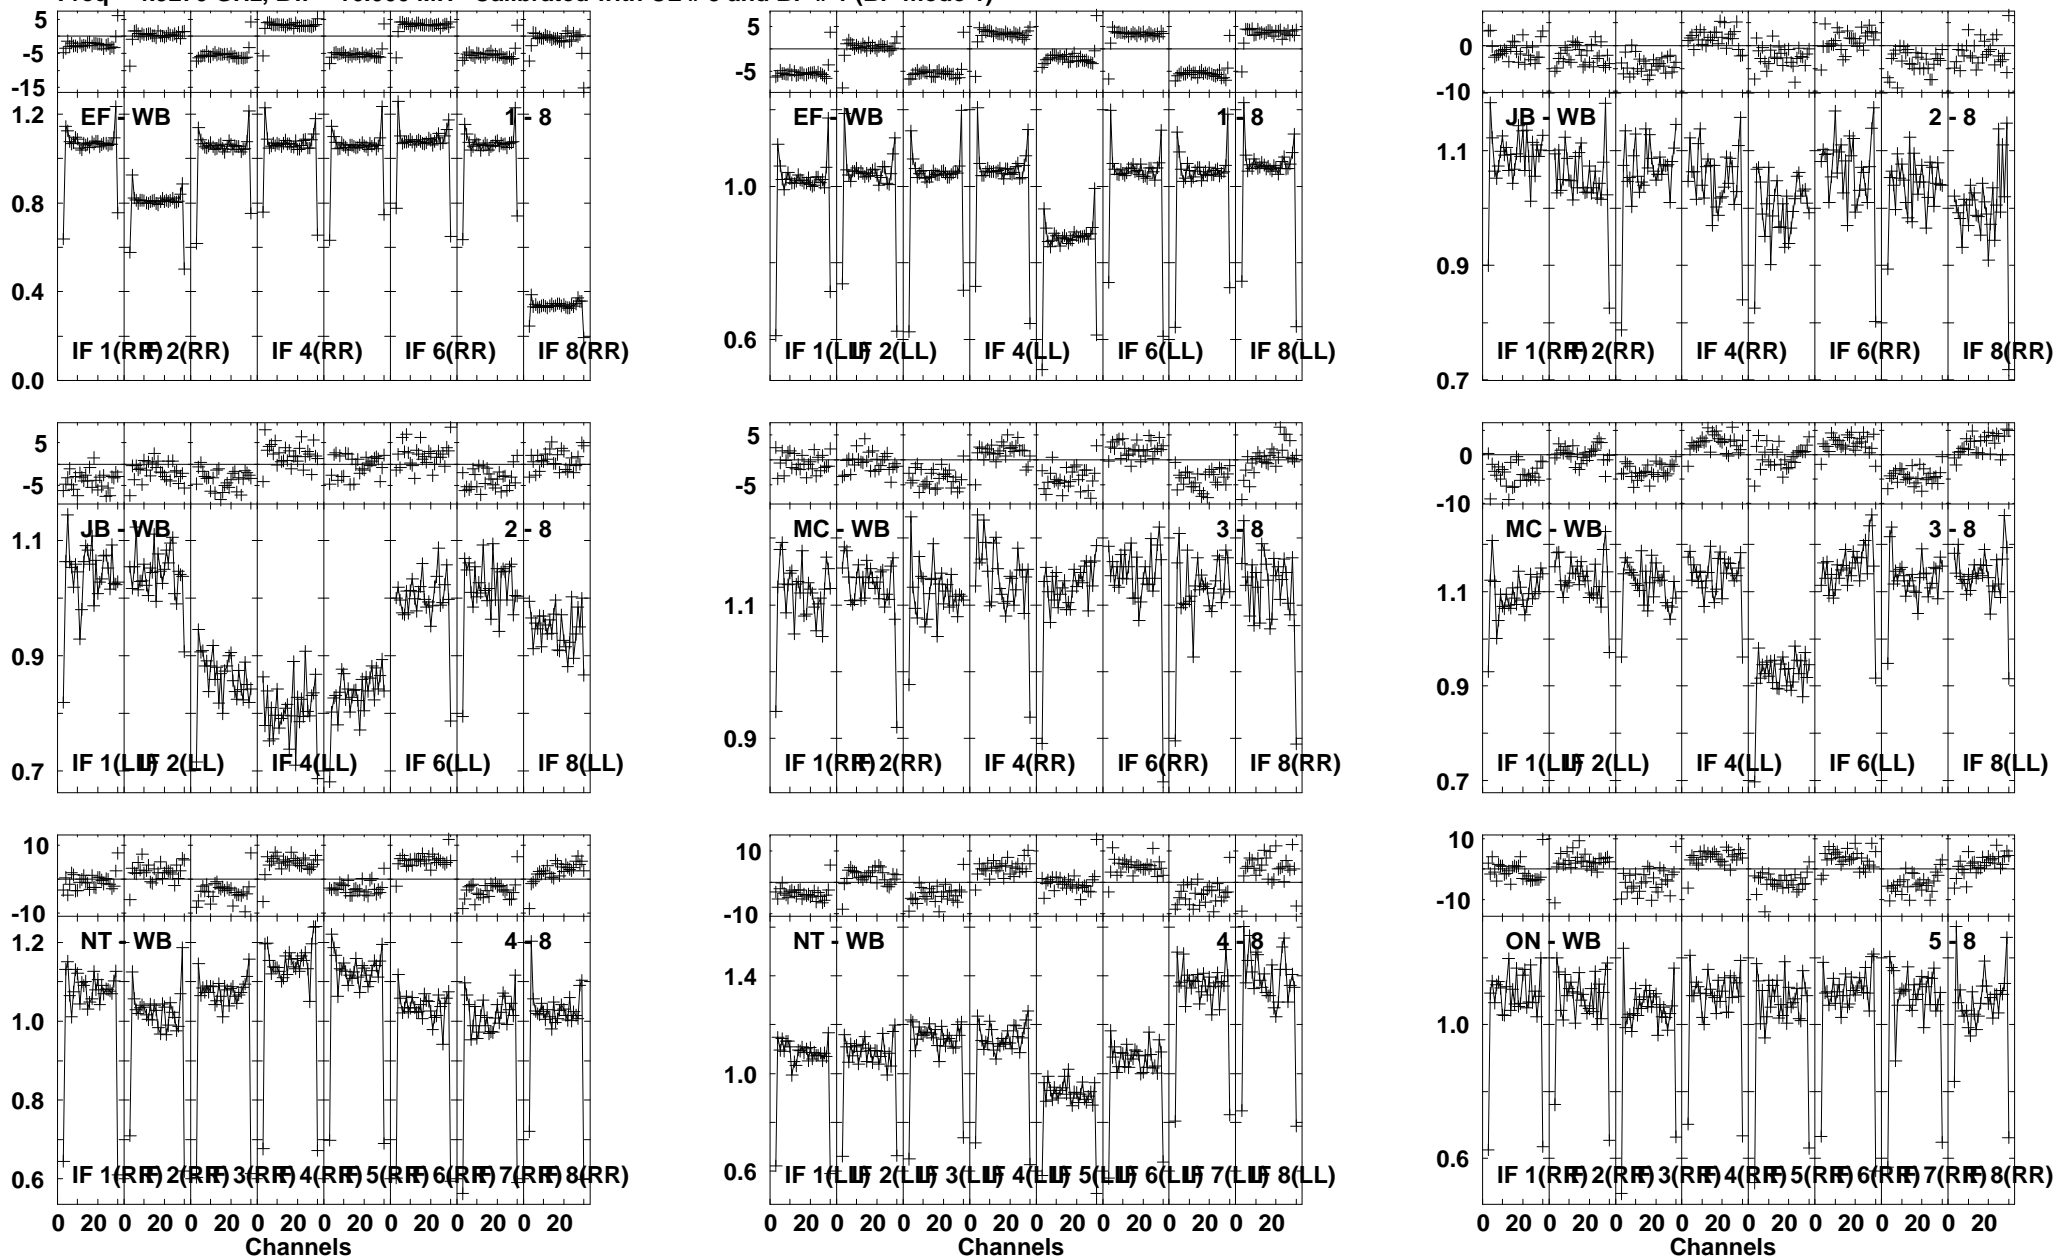 Freq GHz, Bw MH Calibrated with CL # and BP # (BP mode 1)
5
-5
-15
1.2
EF - WB 1 - 8
0.8
0.4
IF 1(RR) IF 2(RR) IF 4(RR) IF 6(RR) IF 8(RR)
0.0
5
-5
EF - WB 1 - 8
1.0
0.6
IF 1(LL) IF 2(LL) IF 4(LL) IF 6(LL) IF 8(LL)
0
-10
JB - WB 2 - 8
1.1
0.9
IF 1(RR) IF 2(RR) IF 4(RR) IF 6(RR) IF 8(RR)
0.7
5
-5
JB - WB 2 - 8
1.1
0.9
IF 1(LL) IF 2(LL) IF 4(LL) IF 6(LL) IF 8(LL)
0.7
5
-5
MC - WB 3 - 8
1.1
0.9
IF 1(RR) IF 2(RR) IF 4(RR) IF 6(RR) IF 8(RR)
0
-10
MC - WB 3 - 8
1.1
0.9
IF 1(LL) IF 2(LL) IF 4(LL) IF 6(LL) IF 8(LL)
0.7
10
-10
NT - WB 4 - 8
1.2
1.0
0.6
IF 1(RR) IF 2(RR) IF 3(RR) IF 4(RR) IF 5(RR) IF 6(RR) IF 7(RR) IF 8(RR)
0 20 0 20 0 20 0 20 0 20 0 20 0 20 0 20
Channels
10
-10
NT - WB 4 - 8
1.4
1.0
0.6
IF 1(LL) IF 2(LL) IF 3(LL) IF 4(LL) IF 5(LL) IF 6(LL) IF 7(LL) IF 8(LL)
0 20 0 20 0 20 0 20 0 20 0 20 0 20 0 20
Channels
10
-10
ON - WB 5 - 8
1.0
0.6
IF 1(RR) IF 2(RR) IF 3(RR) IF 4(RR) IF 5(RR) IF 6(RR) IF 7(RR) IF 8(RR)
0 20 0 20 0 20 0 20 0 20 0 20 0 20 0 20
Channels